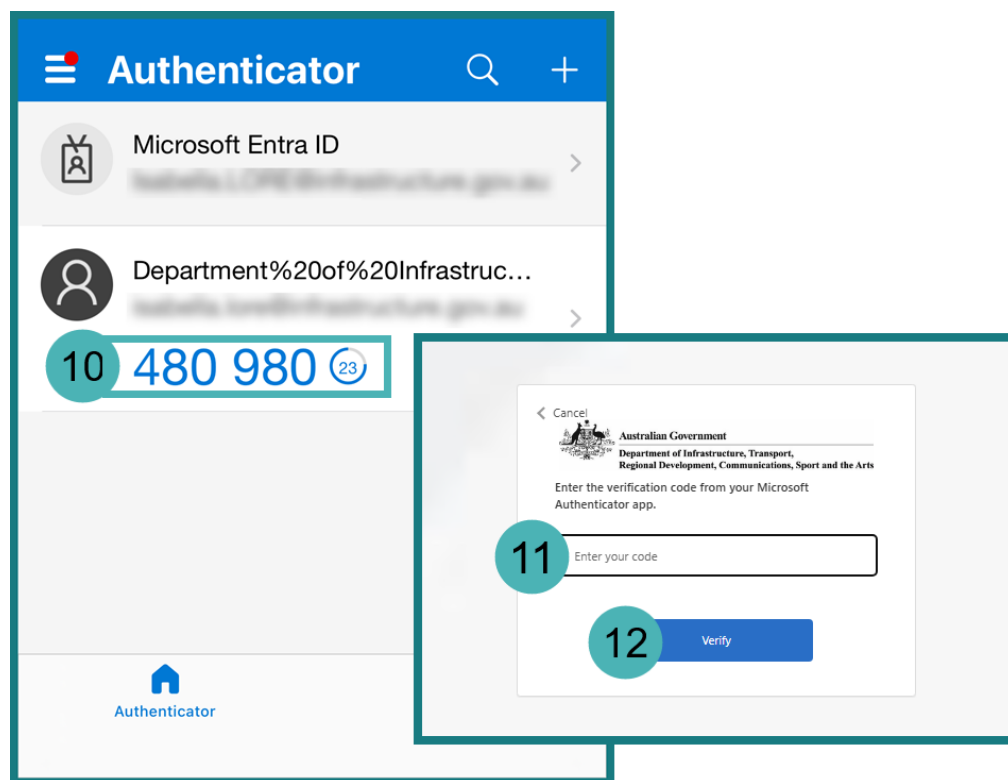 Authenticator
Microsoft Entra ID
Department%20of%20Infrastruc...
10
480 980
23
Authenticator
Cancel
Australian Government
Department of Infrastructure, Transport,
Regional Development, Communications, Sport and the Arts
Enter the verification code from your Microsoft
Authenticator app.
11
Enter your code
12
Verify